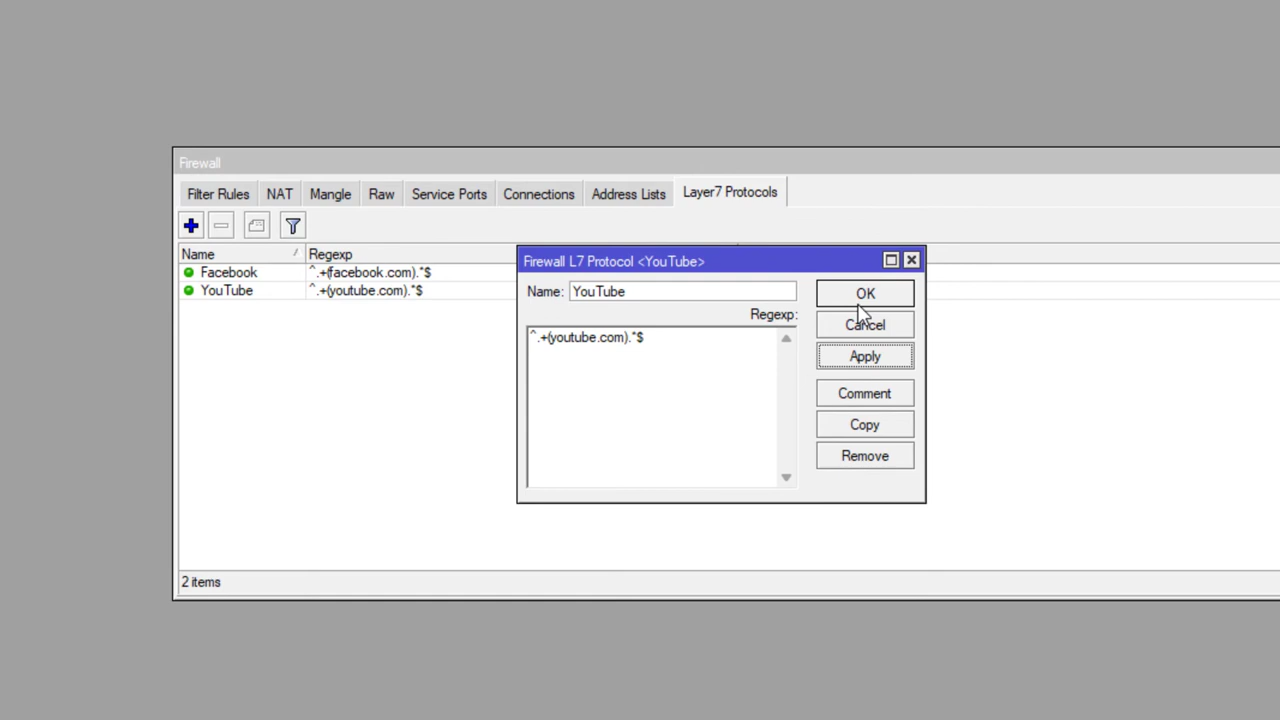 Firewall
Filter Rules NAT Mangle Raw Service Ports Connections Address Lists Layer7 Protocols
Name / Regexp
Facebook ^.+(facebook.com).*$
YouTube ^.+(youtube.com).*$
2 items
Firewall L7 Protocol <YouTube>
Name: YouTube
Regexp:
^.+(youtube.com).*$
OK
Cancel
Apply
Comment
Copy
Remove